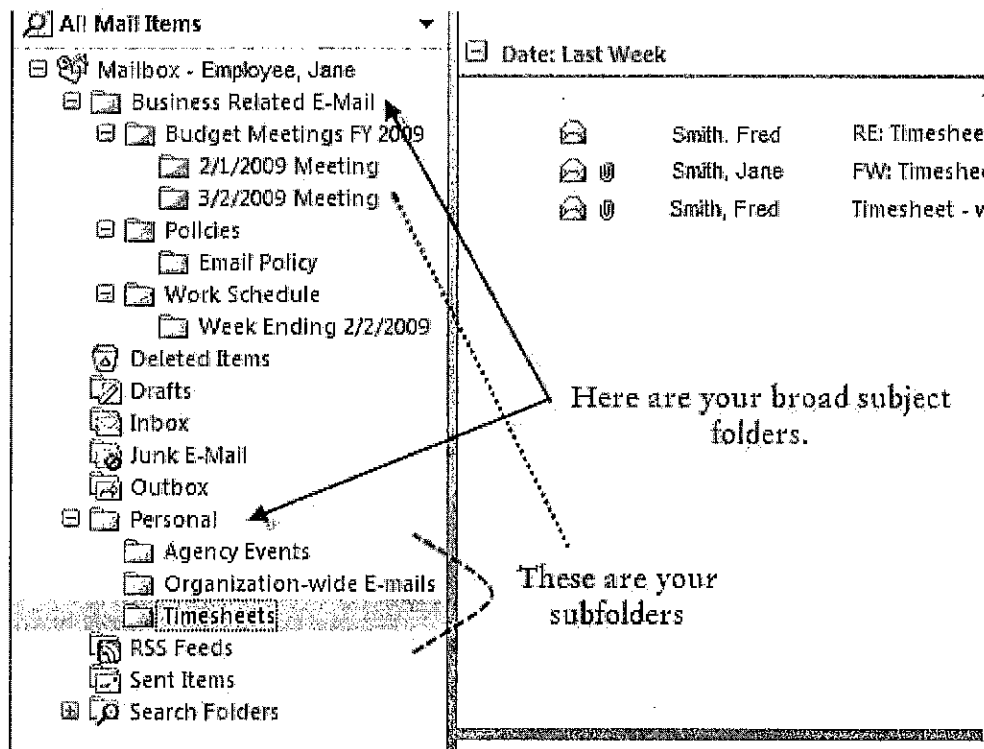 All Mail Items
Mailbox - Employee, Jane
Business Related E-Mail
Budget Meetings FY 2009
2/1/2009 Meeting
3/2/2009 Meeting
Policies
Email Policy
Work Schedule
Week Ending 2/2/2009
Deleted Items
Drafts
Inbox
Junk E-Mail
Outbox
Personal
Agency Events
Organization-wide E-mails
Timesheets
RSS Feeds
Sent Items
Search Folders
Date: Last Week
Smith, Fred RE: Timeshee
Smith, Jane FW: Timeshee
Smith, Fred Timesheet - w
Here are your broad subject
folders.
These are your
subfolders